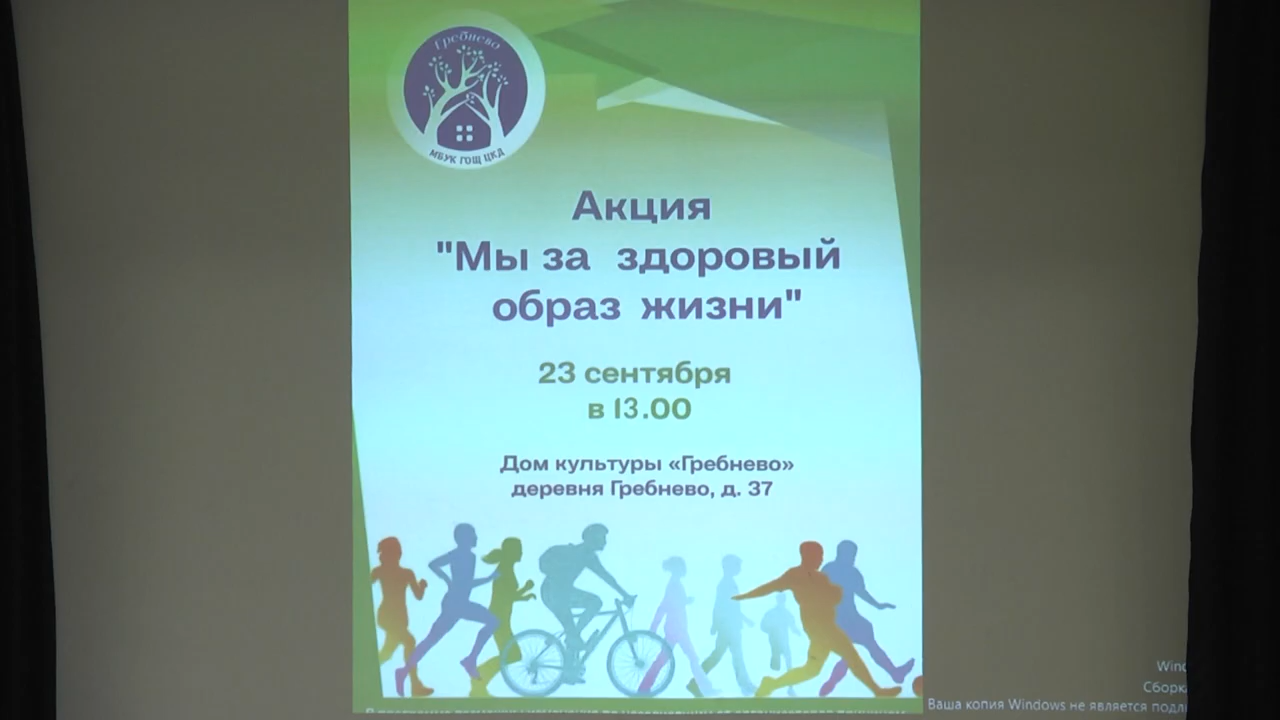 Гребнево
МБУК ГОЩ ЦКД
Акция
"Мы за здоровый
образ жизни"
23 сентября
в 13.00
Дом культуры «Гребнево»
деревня Гребнево, д. 37
Ваша копия Windows не является